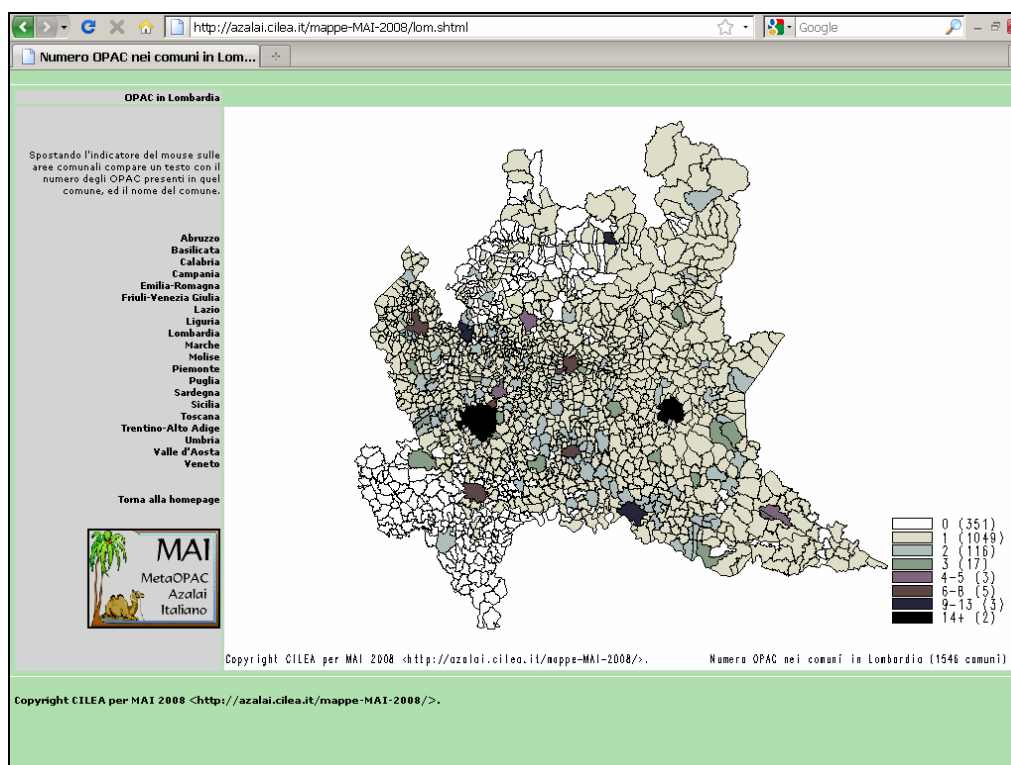 http://azalai.cilea.it/mappe-MAI-2008/lom.shtml
Google
Numero OPAC nei comuni in Lom...
OPAC in Lombardia
Spostando l'indicatore del mouse sulle
aree comunali compare un testo con il
numero degli OPAC presenti in quel
comune, ed il nome del comune.
Abruzzo
Basilicata
Calabria
Campania
Emilia-Romagna
Friuli-Venezia Giulia
Lazio
Liguria
Lombardia
Marche
Molise
Piemonte
Puglia
Sardegna
Sicilia
Toscana
Trentino-Alto Adige
Umbria
Valle d'Aosta
Veneto
Torna alla homepage
MAI
MetaOPAC
Azalai
Italiano
0 (351)
1 (1049)
2 (116)
3 (17)
4-5 (3)
6-8 (5)
9-13 (3)
14+ (2)
Copyright CILEA per MAI 2008 <http://azalai.cilea.it/mappe-MAI-2008/>.
Numero OPAC nei comuni in Lombardia (1546 comuni)
Copyright CILEA per MAI 2008 <http://azalai.cilea.it/mappe-MAI-2008/>.